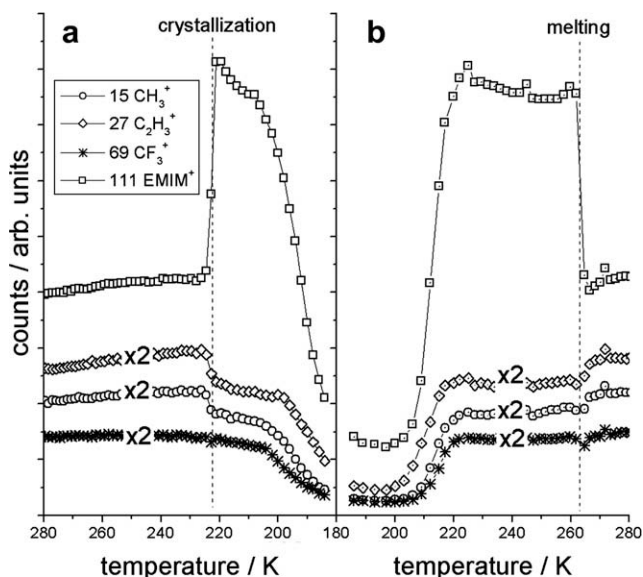 a
crystallization
b
melting
15 CH₃⁺
27 C₂H₃⁺
69 CF₃⁺
111 EMIM⁺
counts / arb. units
x2
x2
x2
x2
x2
x2
280 260 240 220 200 180
200 220 240 260 280
temperature / K
temperature / K